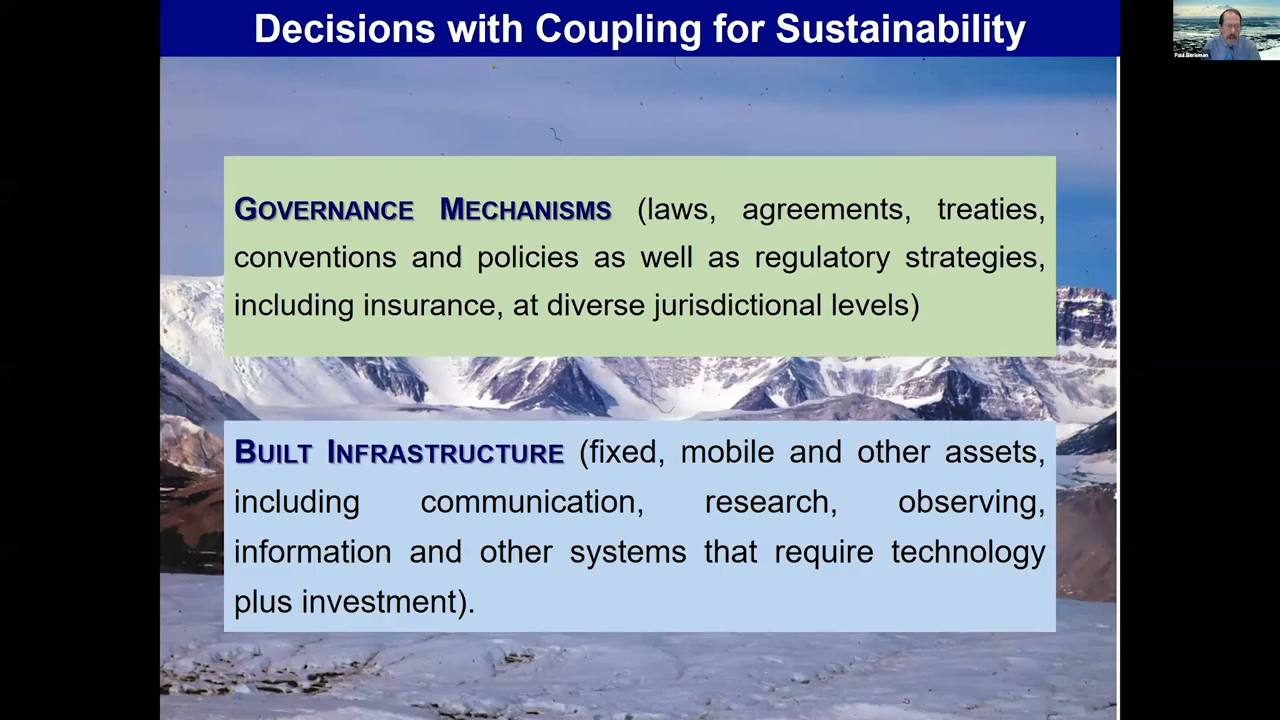 Decisions with Coupling for Sustainability
Paul Berkman
GOVERNANCE MECHANISMS (laws, agreements, treaties,
conventions and policies as well as regulatory strategies,
including insurance, at diverse jurisdictional levels)
BUILT INFRASTRUCTURE (fixed, mobile and other assets,
including communication, research, observing,
information and other systems that require technology
plus investment).